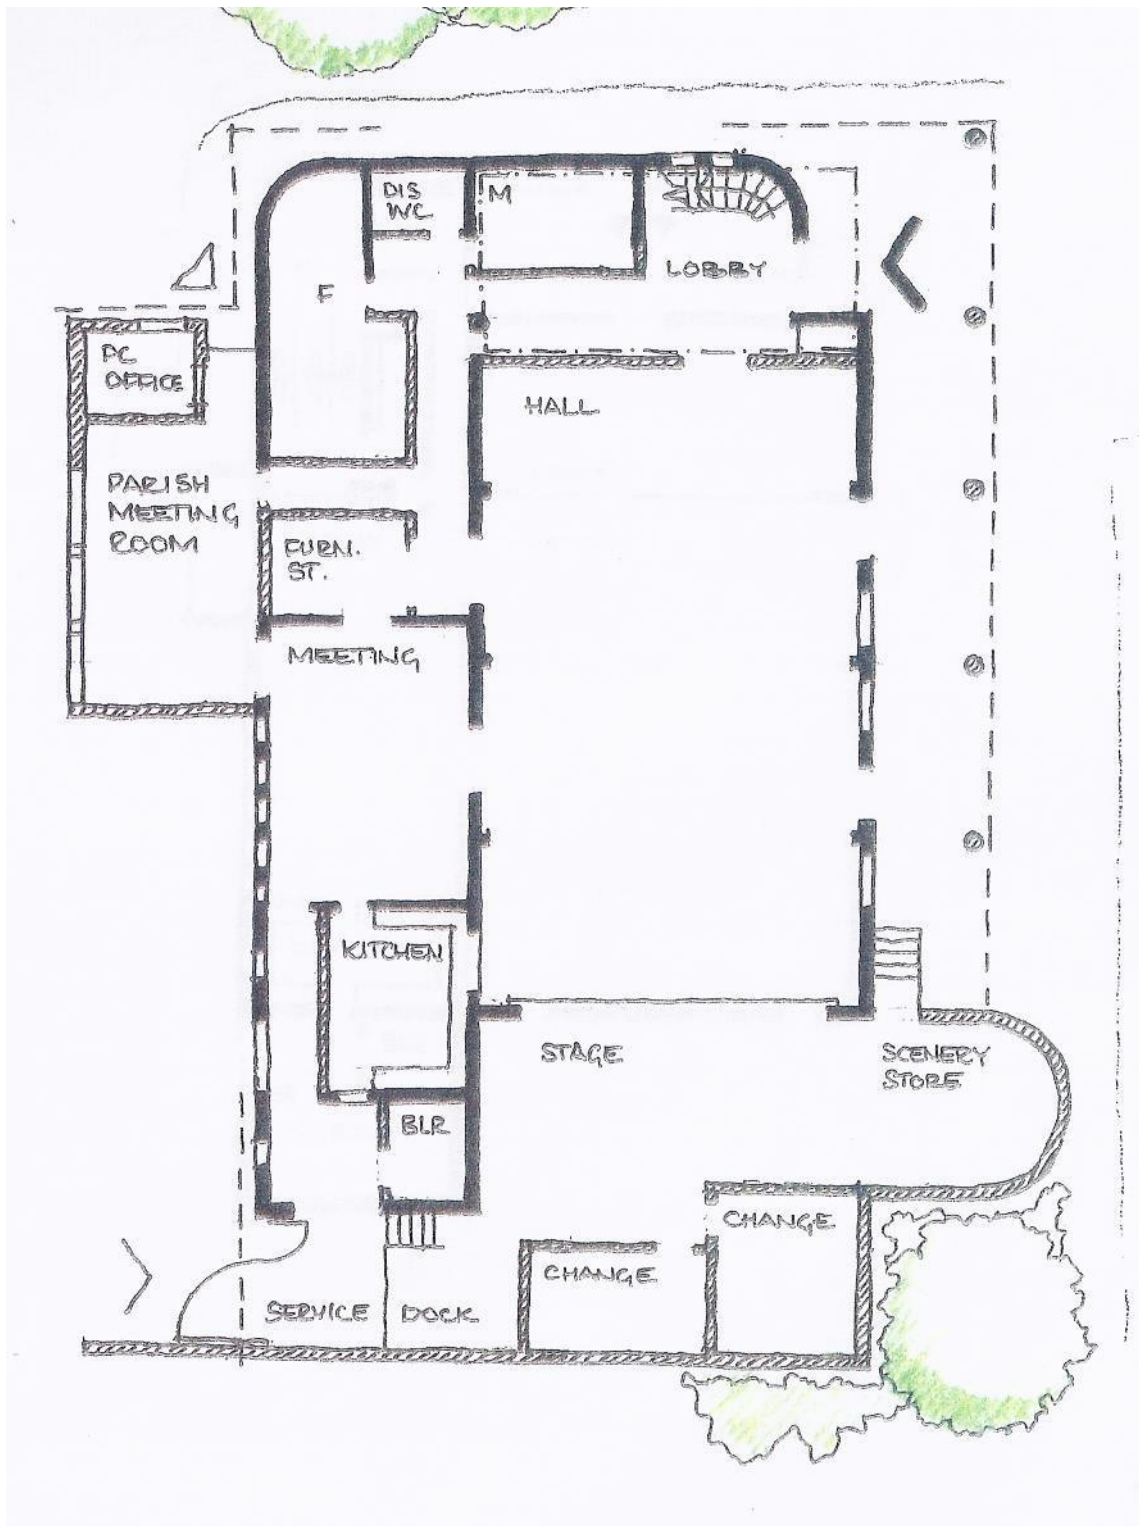 DIS
WC
M
LOBBY
F
PC
OFFICE
HALL
PARISH
MEETING
ROOM
FURN.
ST.
MEETING
KITCHEN
STAGE
SCENERY
STORE
BLR
CHANGE
CHANGE
SERVICE
DOCK